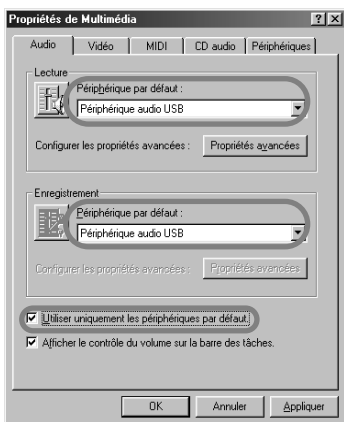 Propriétés de Multimédia
Audio Vidéo MIDI CD audio Périphériques
Lecture
Périphérique par défaut :
Périphérique audio USB
Configurer les propriétés avancées : Propriétés avancées
Enregistrement
Périphérique par défaut :
Périphérique audio USB
Configurer les propriétés avancées : Propriétés avancées
Utiliser uniquement les périphériques par défaut.
Afficher le contrôle du volume sur la barre des tâches.
OK Annuler Appliquer